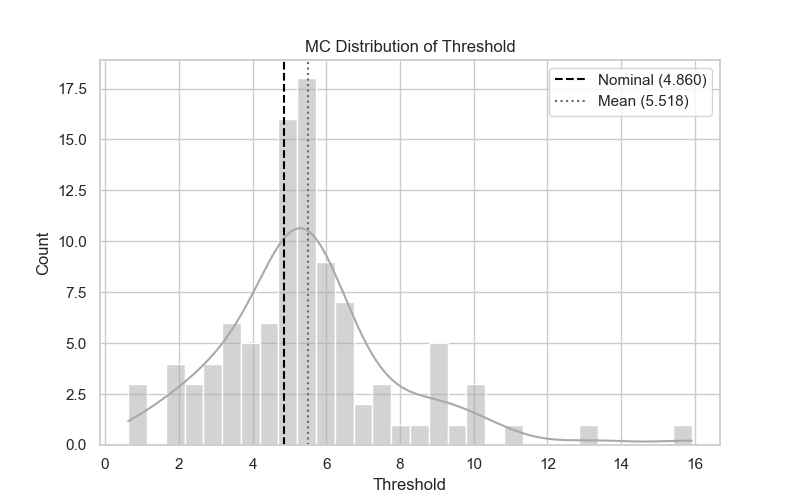 MC Distribution of Threshold
Nominal (4.860)
Mean (5.518)
Count
17.5
15.0
12.5
10.0
7.5
5.0
2.5
0.0
0 2 4 6 8 10 12 14 16
Threshold